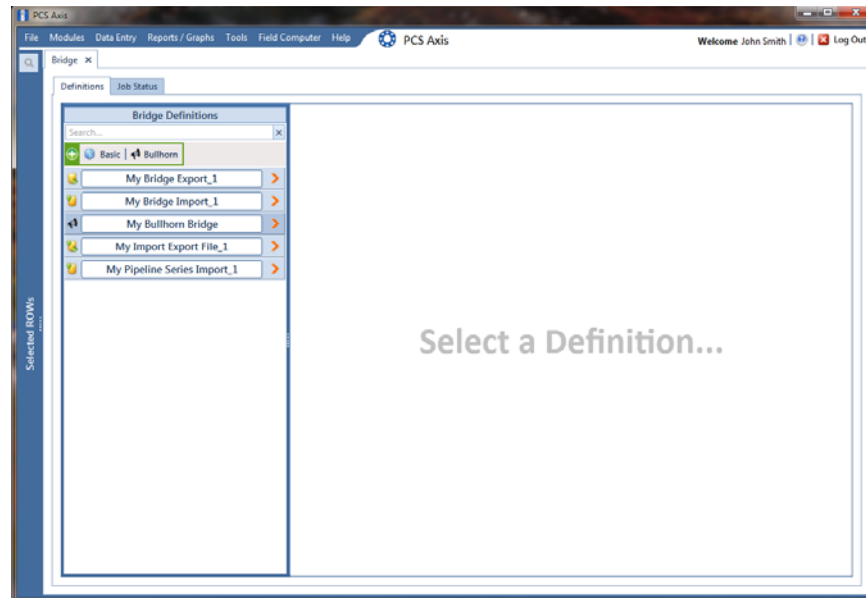 PCS Axis
File Modules Data Entry Reports / Graphs Tools Field Computer Help PCS Axis Welcome John Smith | | Log Out
Bridge
Definitions Job Status
Bridge Definitions
Search...
Basic | Bullhorn
My Bridge Export_1
My Bridge Import_1
My Bullhorn Bridge
My Import Export File_1
My Pipeline Series Import_1
Selected ROWs
Select a Definition...